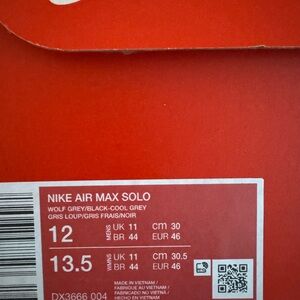 NIKE AIR MAX SOLO
WOLF GREY/BLACK-COOL GREY
GRIS LOUP/GRIS FRAIS/NOIR
12 MENS UK 11 cm 30
BR 44 EUR 46
13.5 WMNS UK 11 cm 30.5
BR 44 EUR 46
MADE IN VIETNAM /
FABRIQUÉ AU VIETNAM /
FABRICADO NO VIETNAM /
HECHO EN VIETNAM
DX3666 004